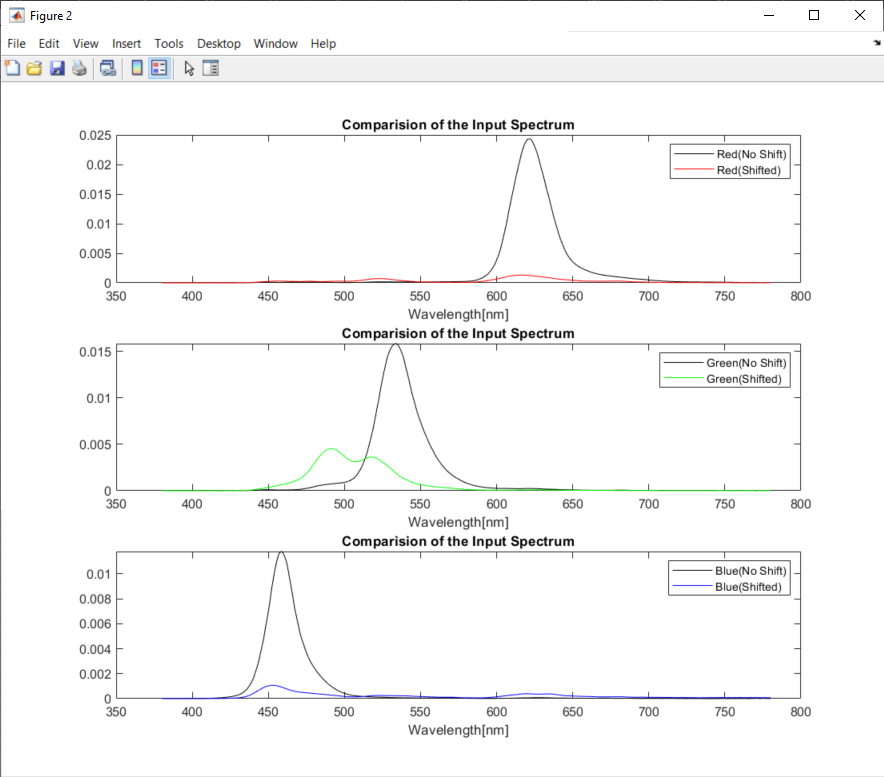 Figure 2
File Edit View Insert Tools Desktop Window Help
Comparision of the Input Spectrum
0.025
0.02
0.015
0.01
0.005
0
Red(No Shift)
Red(Shifted)
350 400 450 500 550 600 650 700 750 800
Wavelength[nm]
Comparision of the Input Spectrum
0.015
0.01
0.005
0
Green(No Shift)
Green(Shifted)
350 400 450 500 550 600 650 700 750 800
Wavelength[nm]
Comparision of the Input Spectrum
0.01
0.008
0.006
0.004
0.002
0
Blue(No Shift)
Blue(Shifted)
350 400 450 500 550 600 650 700 750 800
Wavelength[nm]